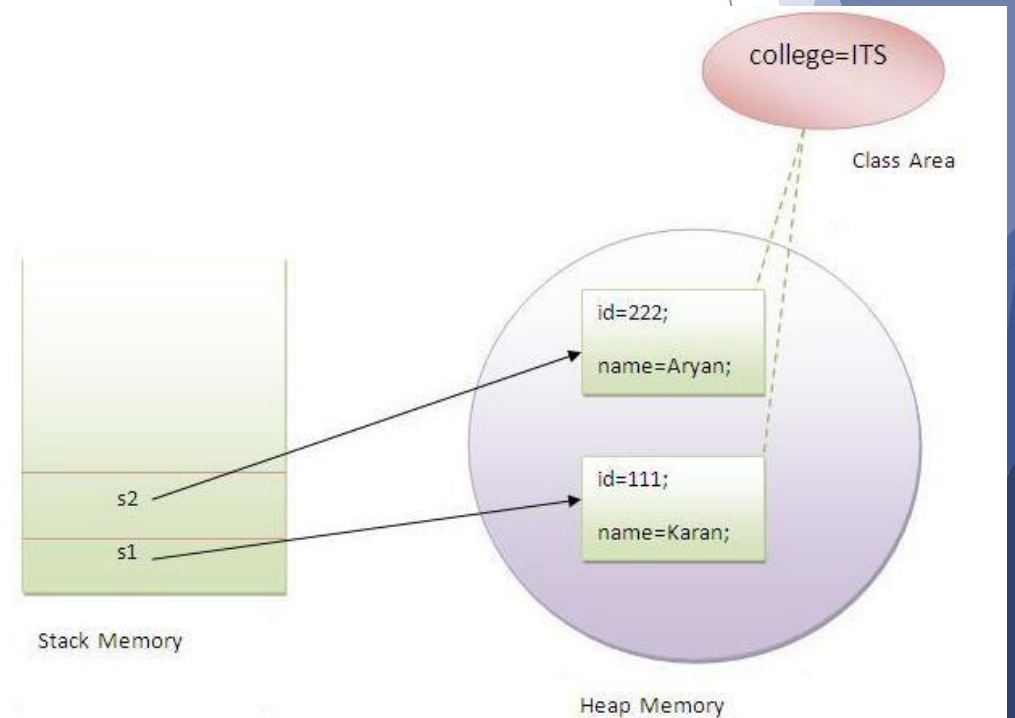 college=ITS
Class Area
id=222;
name=Aryan;
s2
id=111;
name=Karan;
s1
Stack Memory
Heap Memory